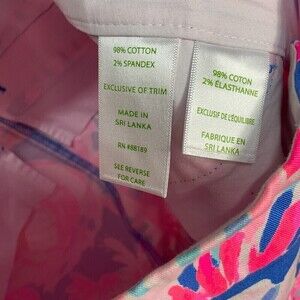 98% COTTON
2% SPANDEX
EXCLUSIVE OF TRIM
MADE IN
SRI LANKA
RN #88189
SEE REVERSE
FOR CARE
98% COTON
2% ÉLASTHANNE
EXCLUSIF DE L'ÉQUILIBRE
FABRIQUE EN
SRI LANKA